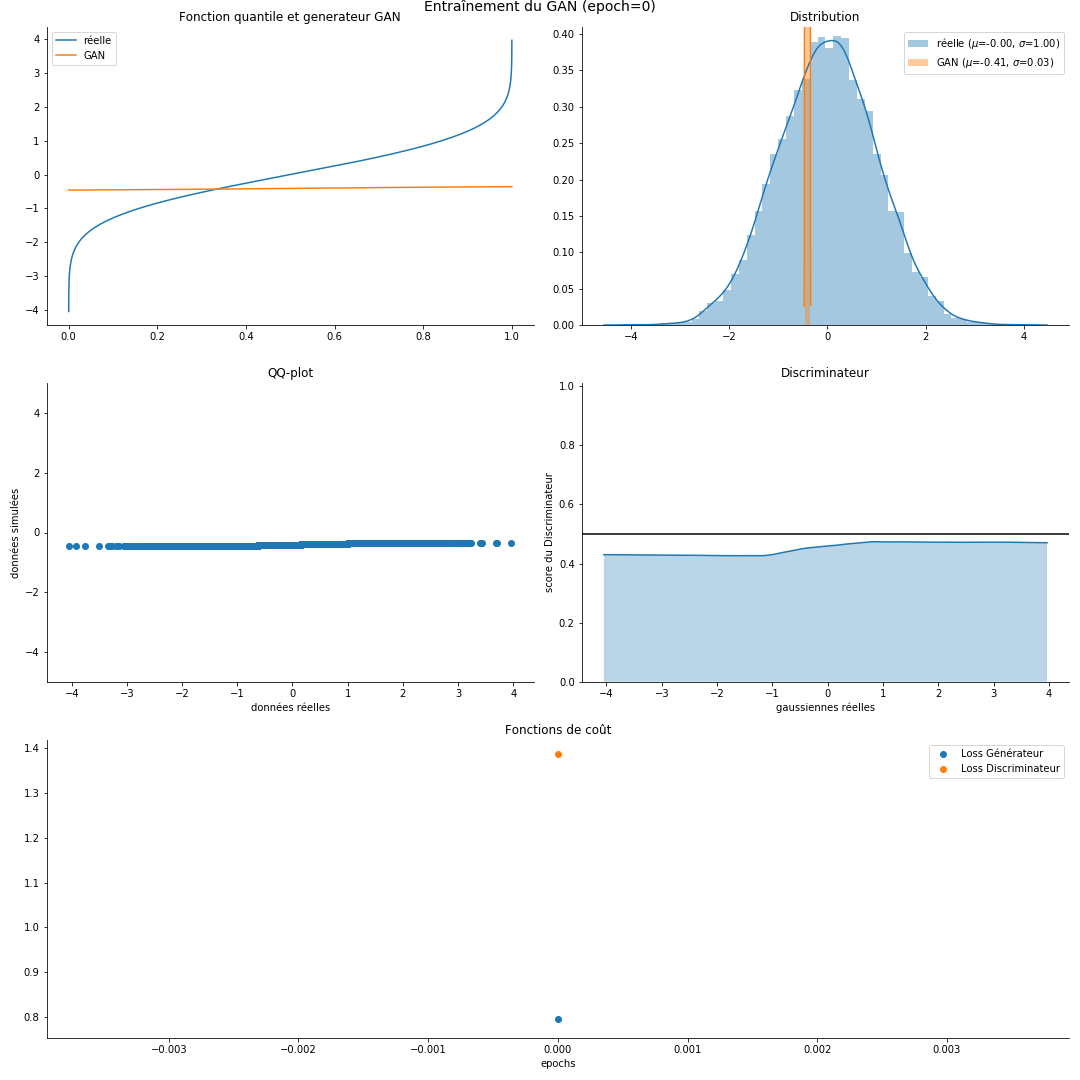 Entraînement du GAN (epoch=0)
Fonction quantile et generateur GAN
réelle
GAN
4
3
2
1
0
−1
−2
−3
−4
0.0 0.2 0.4 0.6 0.8 1.0
Distribution
réelle (μ=-0.00, σ=1.00)
GAN (μ=-0.41, σ=0.03)
0.40
0.35
0.30
0.25
0.20
0.15
0.10
0.05
0.00
−4 −2 0 2 4
QQ-plot
données simulées
4
2
0
−2
−4
−4 −3 −2 −1 0 1 2 3 4
données réelles
Discriminateur
score du Discriminateur
1.0
0.8
0.6
0.4
0.2
0.0
−4 −3 −2 −1 0 1 2 3 4
gaussiennes réelles
Fonctions de coût
Loss Générateur
Loss Discriminateur
1.4
1.3
1.2
1.1
1.0
0.9
0.8
−0.003 −0.002 −0.001 0.000 0.001 0.002 0.003
epochs